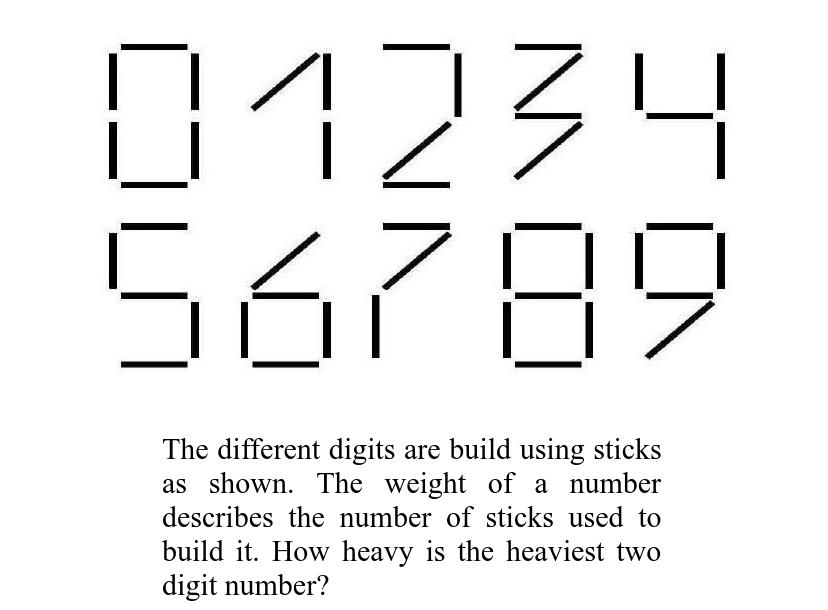 0 1 2 3 4
5 6 7 8 9
The different digits are build using sticks
as shown. The weight of a number
describes the number of sticks used to
build it. How heavy is the heaviest two
digit number?